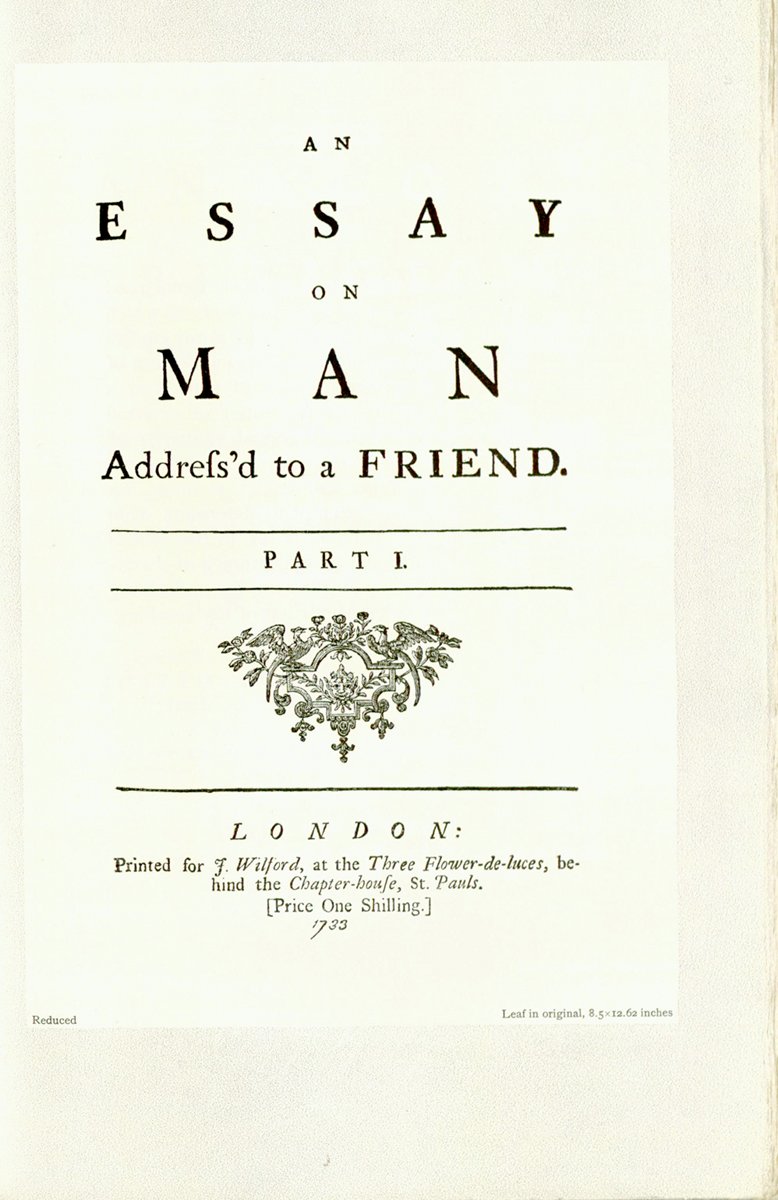 AN
ESSAY
ON
MAN
Addreſs'd to a FRIEND.
PART I.
LONDON:
Printed for J. Wilford, at the Three Flower-de-luces, be-
hind the Chapter-houſe, St. Pauls.
[Price One Shilling.]
1733
Reduced
Leaf in original, 8.5×12.62 inches